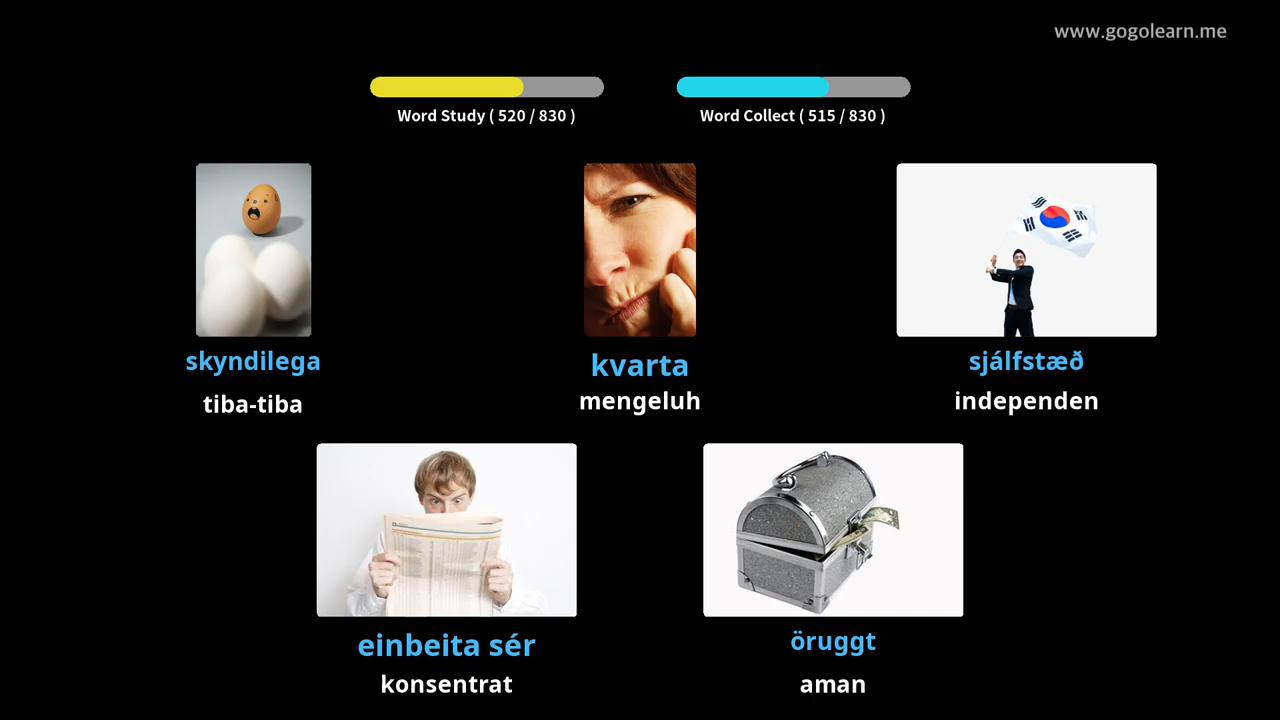 www.gogolearn.me
Word Study ( 520 / 830 )
Word Collect ( 515 / 830 )
skyndilega
tiba-tiba
kvarta
mengeluh
sjálfstæð
independen
einbeita sér
konsentrat
öruggt
aman